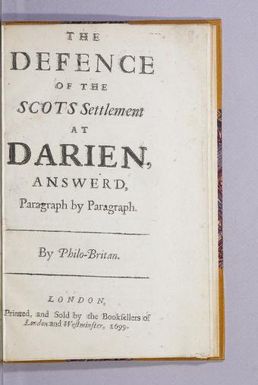 THE
DEFENCE
OF THE
SCOTS Settlement
AT
DARIEN,
ANSWERD,
Paragraph by Paragraph.
By Philo-Britan.
LONDON,
Printed, and Sold by the Booksellers of
London and Westminster, 1699.